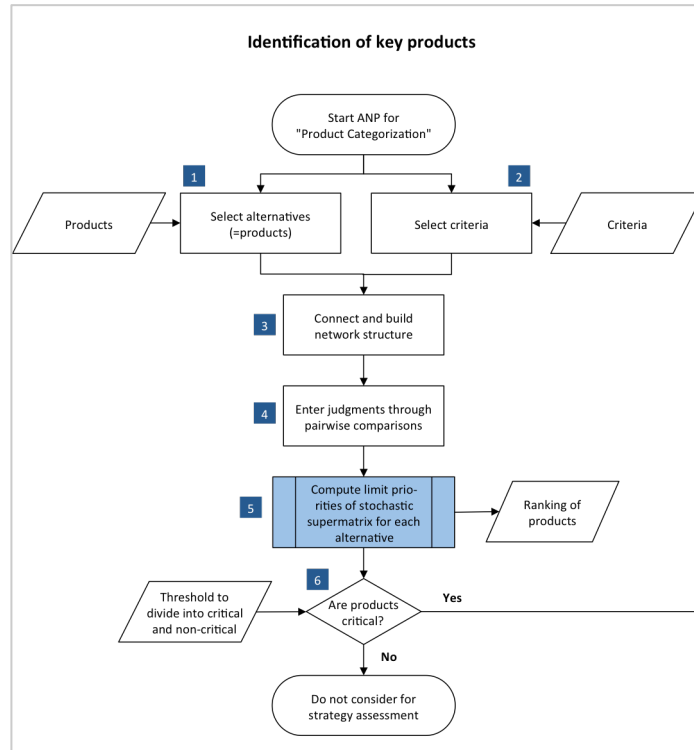 Identification of key products
Start ANP for
"Product Categorization"
1
2
Products
Select alternatives
(=products)
Select criteria
Criteria
3
Connect and build
network structure
4
Enter judgments through
pairwise comparisons
5
Compute limit prio-
rities of stochastic
supermatrix for each
alternative
Ranking of
products
6
Threshold to
divide into critical
and non-critical
Are products
critical?
Yes
No
Do not consider for
strategy assessment